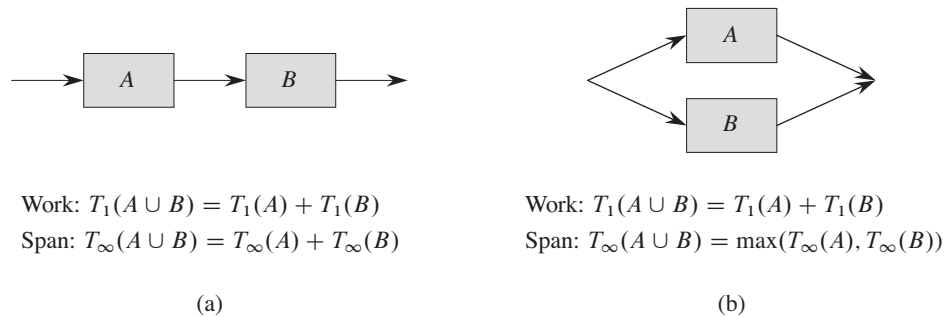 A
B
Work: T₁(A ∪ B) = T₁(A) + T₁(B)
Span: T∞(A ∪ B) = T∞(A) + T∞(B)
(a)
A
B
Work: T₁(A ∪ B) = T₁(A) + T₁(B)
Span: T∞(A ∪ B) = max(T∞(A), T∞(B))
(b)